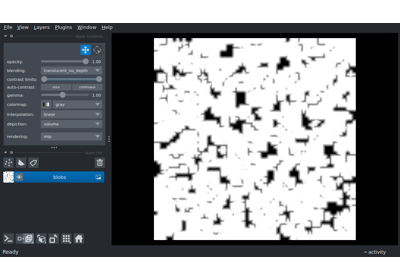 File View Layers Plugins Window Help
opacity: 1.00
blending: translucent_no_depth
contrast limits:
auto-contrast: once continuous
gamma: 1.00
colormap: gray
interpolation: linear
depiction: volume
rendering: mip
blobs
Ready activity